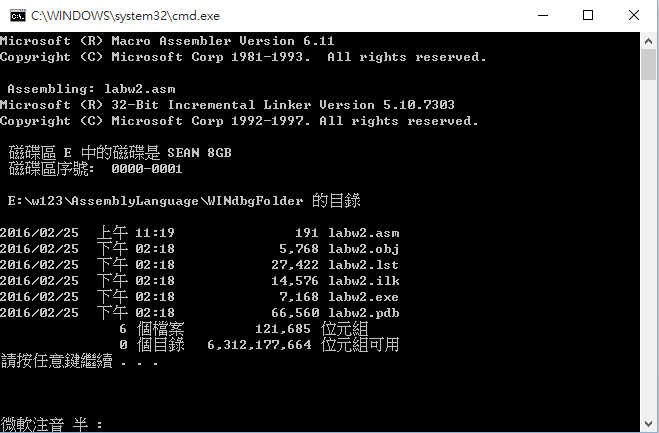 C:\WINDOWS\system32\cmd.exe
Microsoft (R) Macro Assembler Version 6.11
Copyright (C) Microsoft Corp 1981-1993.  All rights reserved.
Assembling: labw2.asm
Microsoft (R) 32-Bit Incremental Linker Version 5.10.7303
Copyright (C) Microsoft Corp 1992-1997. All rights reserved.
磁碟區 E 中的磁碟是 SEAN 8GB
磁碟區序號:  0000-0001
E:\w123\AssemblyLanguage\WINdbgFolder 的目錄
2016/02/25  上午 11:19               191 labw2.asm
2016/02/25  下午 02:18             5,768 labw2.obj
2016/02/25  下午 02:18            27,422 labw2.lst
2016/02/25  下午 02:18            14,576 labw2.ilk
2016/02/25  下午 02:18             7,168 labw2.exe
2016/02/25  下午 02:18            66,560 labw2.pdb
6 個檔案         121,685 位元組
0 個目錄   6,312,177,664 位元組可用
請按任意鍵繼續 . . .
微軟注音 半 :